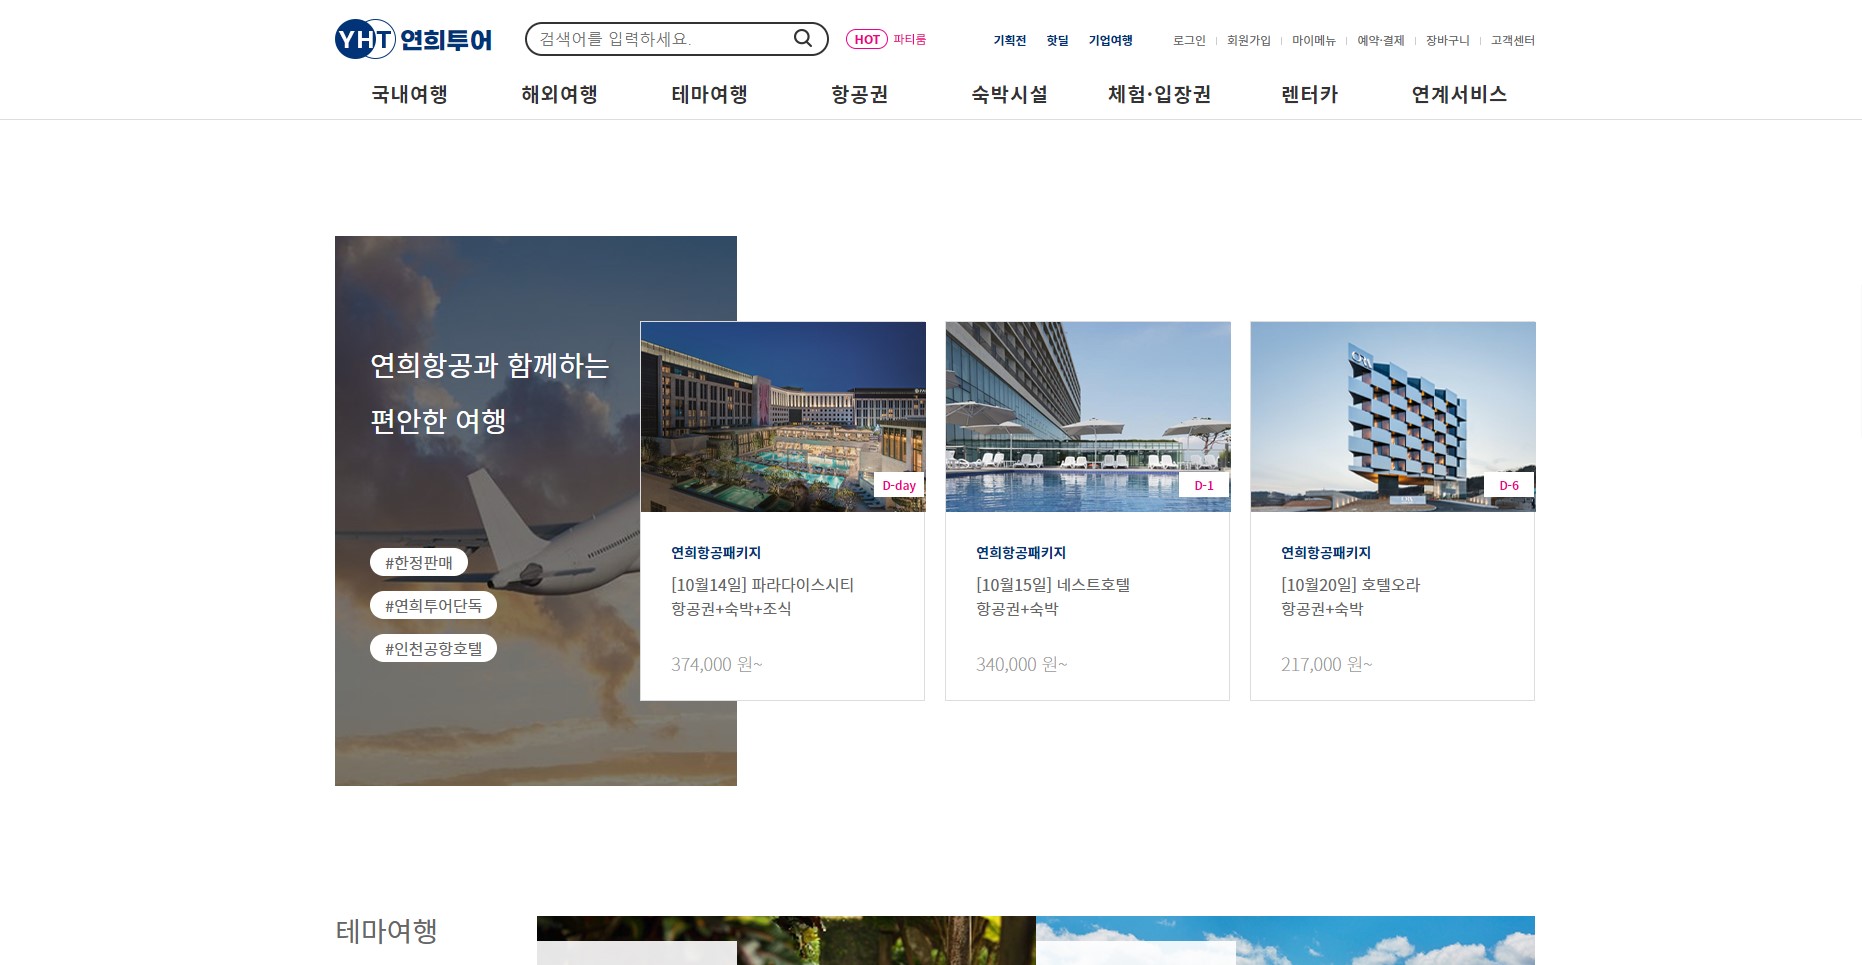 YHT 연희투어
검색어를 입력하세요.
HOT 파티룸
기획전 핫딜 기업여행
로그인 회원가입 마이메뉴 예약·결제 장바구니 고객센터
국내여행 해외여행 테마여행 항공권 숙박시설 체험·입장권 렌터카 연계서비스
연희항공과 함께하는
편안한 여행
#한정판매
#연희투어단독
#인천공항호텔
D-day
연희항공패키지
[10월14일] 파라다이스시티
항공권+숙박+조식
374,000 원~
D-1
연희항공패키지
[10월15일] 네스트호텔
항공권+숙박
340,000 원~
D-6
연희항공패키지
[10월20일] 호텔오라
항공권+숙박
217,000 원~
테마여행